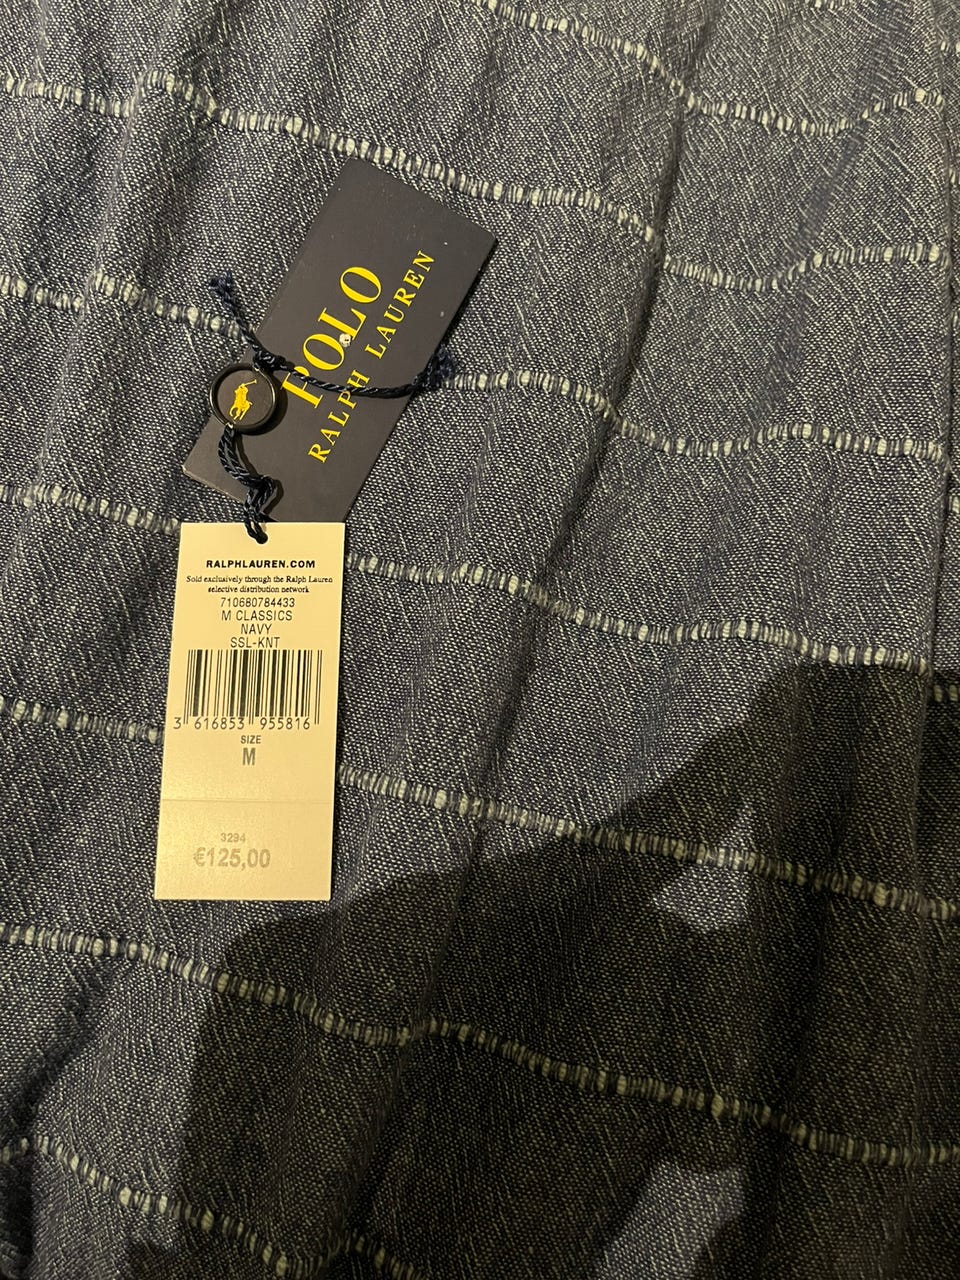 POLO
RALPH LAUREN
RALPHLAUREN.COM
Sold exclusively through the Ralph Lauren
selective distribution network
710680784433
M CLASSICS
NAVY
SSL-KNT
3 616853 955816
SIZE
M
3294
€125,00